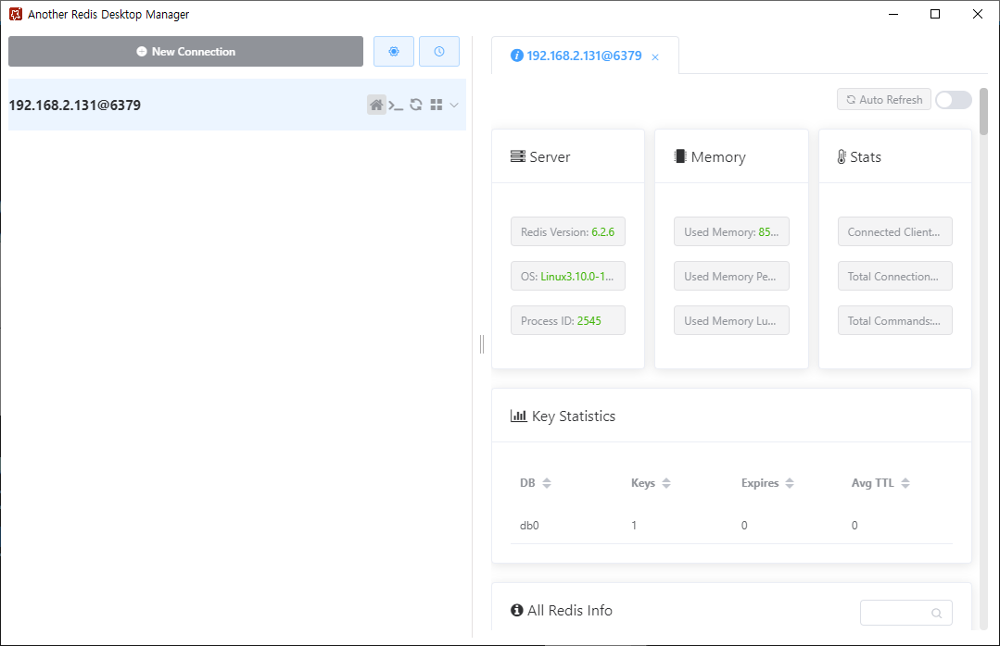 Another Redis Desktop Manager
New Connection
192.168.2.131@6379
192.168.2.131@6379
Auto Refresh
Server
Redis Version: 6.2.6
OS: Linux3.10.0-1...
Process ID: 2545
Memory
Used Memory: 85...
Used Memory Pe...
Used Memory Lu...
Stats
Connected Client...
Total Connection...
Total Commands:...
Key Statistics
DB Keys Expires Avg TTL
db0 1 0 0
All Redis Info